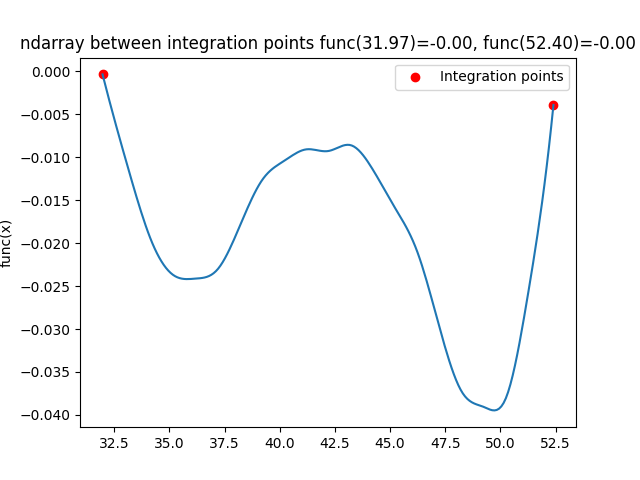 ndarray between integration points func(31.97)=-0.00, func(52.40)=-0.00
Integration points
func(x)
0.000
−0.005
−0.010
−0.015
−0.020
−0.025
−0.030
−0.035
−0.040
32.5 35.0 37.5 40.0 42.5 45.0 47.5 50.0 52.5